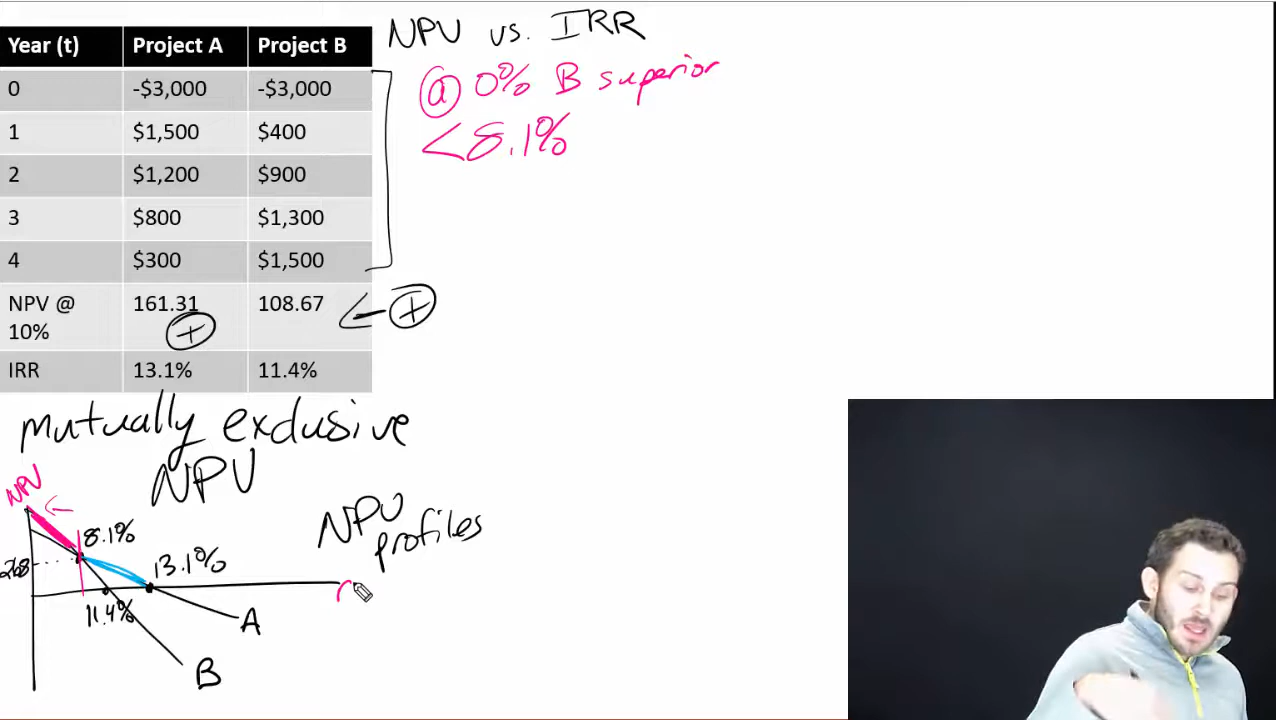 Year (t) Project A Project B
0 -$3,000 -$3,000
1 $1,500 $400
2 $1,200 $900
3 $800 $1,300
4 $300 $1,500
NPV @ 10% 161.31 108.67
+
+
IRR 13.1% 11.4%
NPU vs. IRR
@ 0% B superior
<8.1%
mutually exclusive
NPV
NPV
NPV
profiles
8.1%
268
13.1%
11.4%
A
B